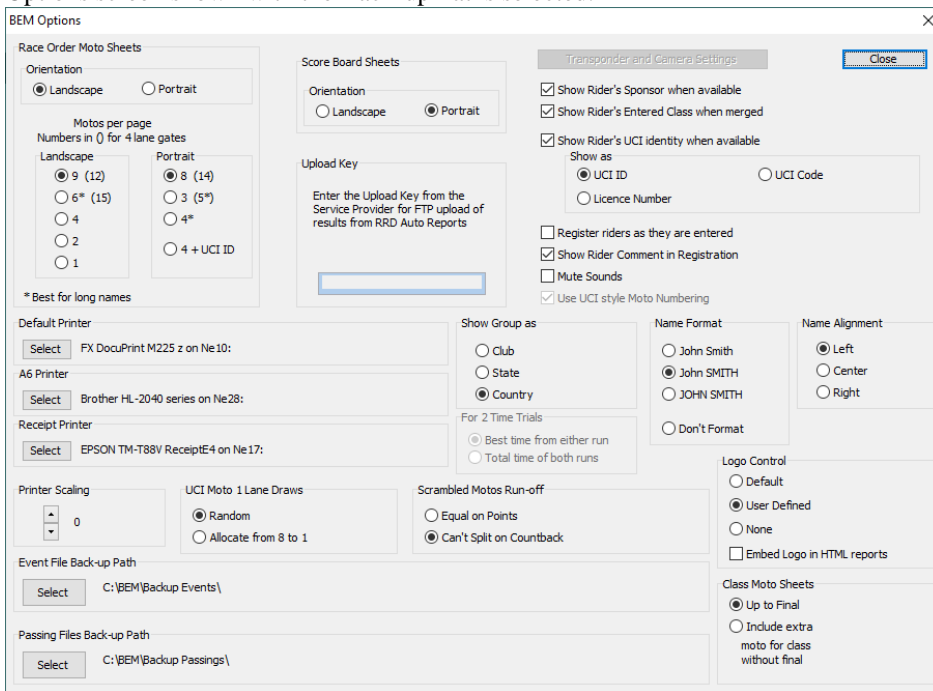 BEM Options
Race Order Moto Sheets
Orientation
Landscape
Portrait
Motos per page
Numbers in () for 4 lane gates
Landscape
9 (12)
6* (15)
4
2
1
Portrait
8 (14)
3 (5*)
4*
4 + UCI ID
* Best for long names
Score Board Sheets
Orientation
Landscape
Portrait
Upload Key
Enter the Upload Key from the
Service Provider for FTP upload of
results from RRD Auto Reports
Transponder and Camera Settings
Close
Show Rider's Sponsor when available
Show Rider's Entered Class when merged
Show Rider's UCI identity when available
Show as
UCI ID
UCI Code
Licence Number
Register riders as they are entered
Show Rider Comment in Registration
Mute Sounds
Use UCI style Moto Numbering
Default Printer
Select
FX DocuPrint M225 z on Ne10:
A6 Printer
Select
Brother HL-2040 series on Ne28:
Receipt Printer
Select
EPSON TM-T88V ReceiptE4 on Ne17:
Show Group as
Club
State
Country
For 2 Time Trials
Best time from either run
Total time of both runs
Name Format
John Smith
John SMITH
JOHN SMITH
Don't Format
Name Alignment
Left
Center
Right
Printer Scaling
0
UCI Moto 1 Lane Draws
Random
Allocate from 8 to 1
Scrambled Motos Run-off
Equal on Points
Can't Split on Countback
Logo Control
Default
User Defined
None
Embed Logo in HTML reports
Event File Back-up Path
Select
C:\BEM\Backup Events\
Passing Files Back-up Path
Select
C:\BEM\Backup Passings\
Class Moto Sheets
Up to Final
Include extra
moto for class
without final